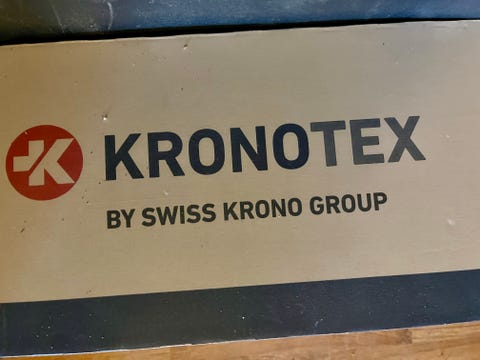 KRONOTEX
BY SWISS KRONO GROUP